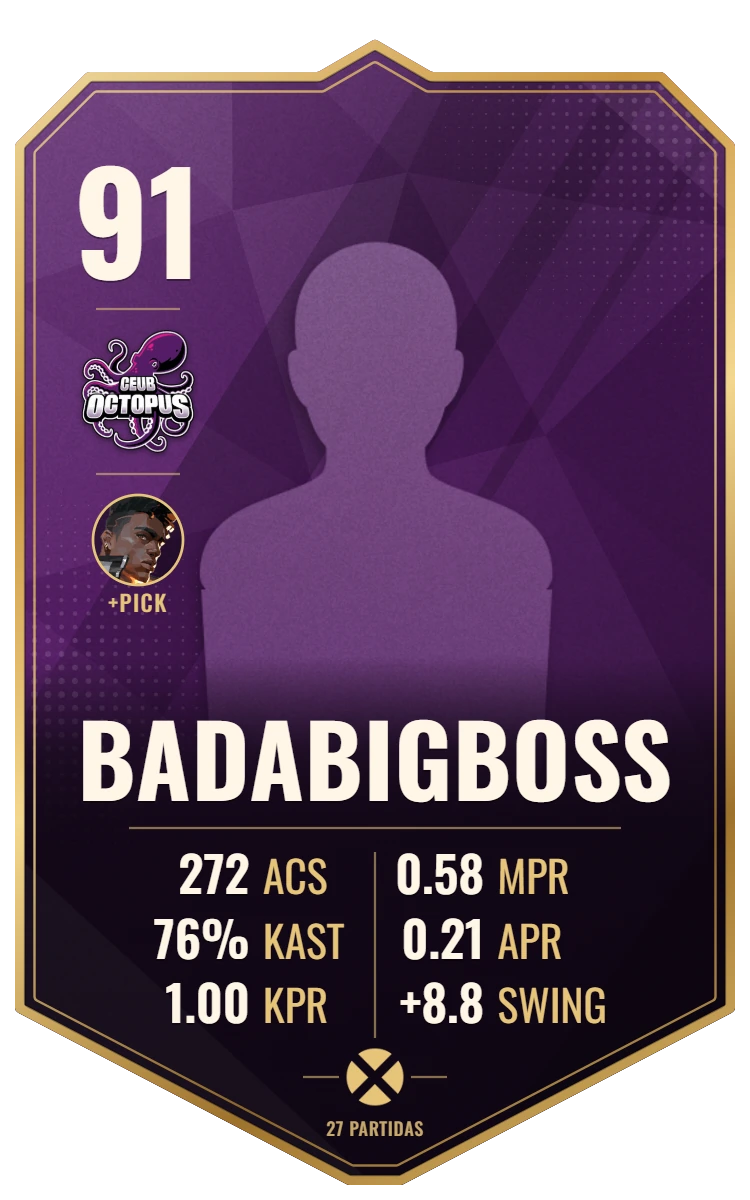 91
CEUB
OCTOPUS
+PICK
BADABIGBOSS
272 ACS
76% KAST
1.00 KPR
0.58 MPR
0.21 APR
+8.8 SWING
27 PARTIDAS